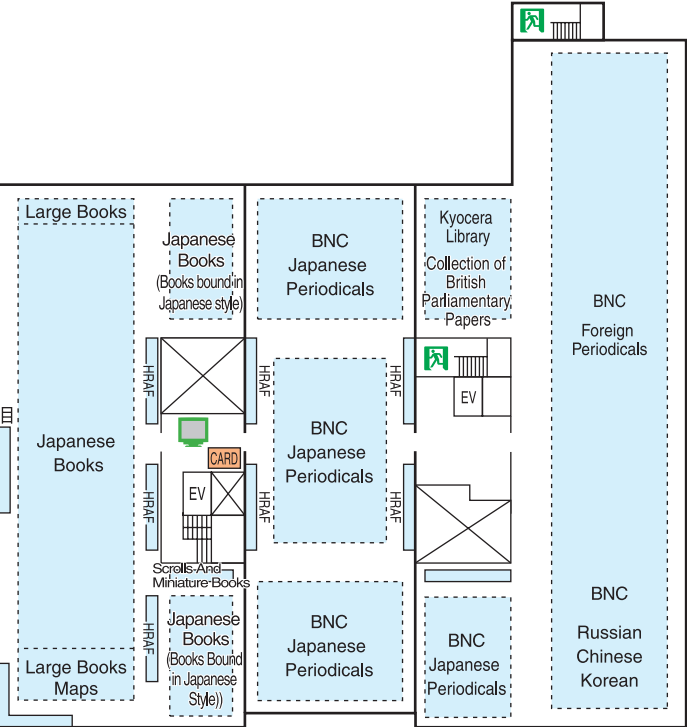 Large Books
Japanese
Books
(Books bound in
Japanese style)
BNC
Japanese
Periodicals
Kyocera
Library
Collection of
British
Parliamentary
Papers
BNC
Foreign
Periodicals
HRAF
HRAF
HRAF
EV
目
Japanese
Books
CARD
BNC
Japanese
Periodicals
HRAF
EV
HRAF
HRAF
Scrolls And
Miniature Books
HRAF
Japanese
Books
(Books Bound
in Japanese
Style))
BNC
Japanese
Periodicals
BNC
Japanese
Periodicals
BNC
Russian
Chinese
Korean
Large Books
Maps